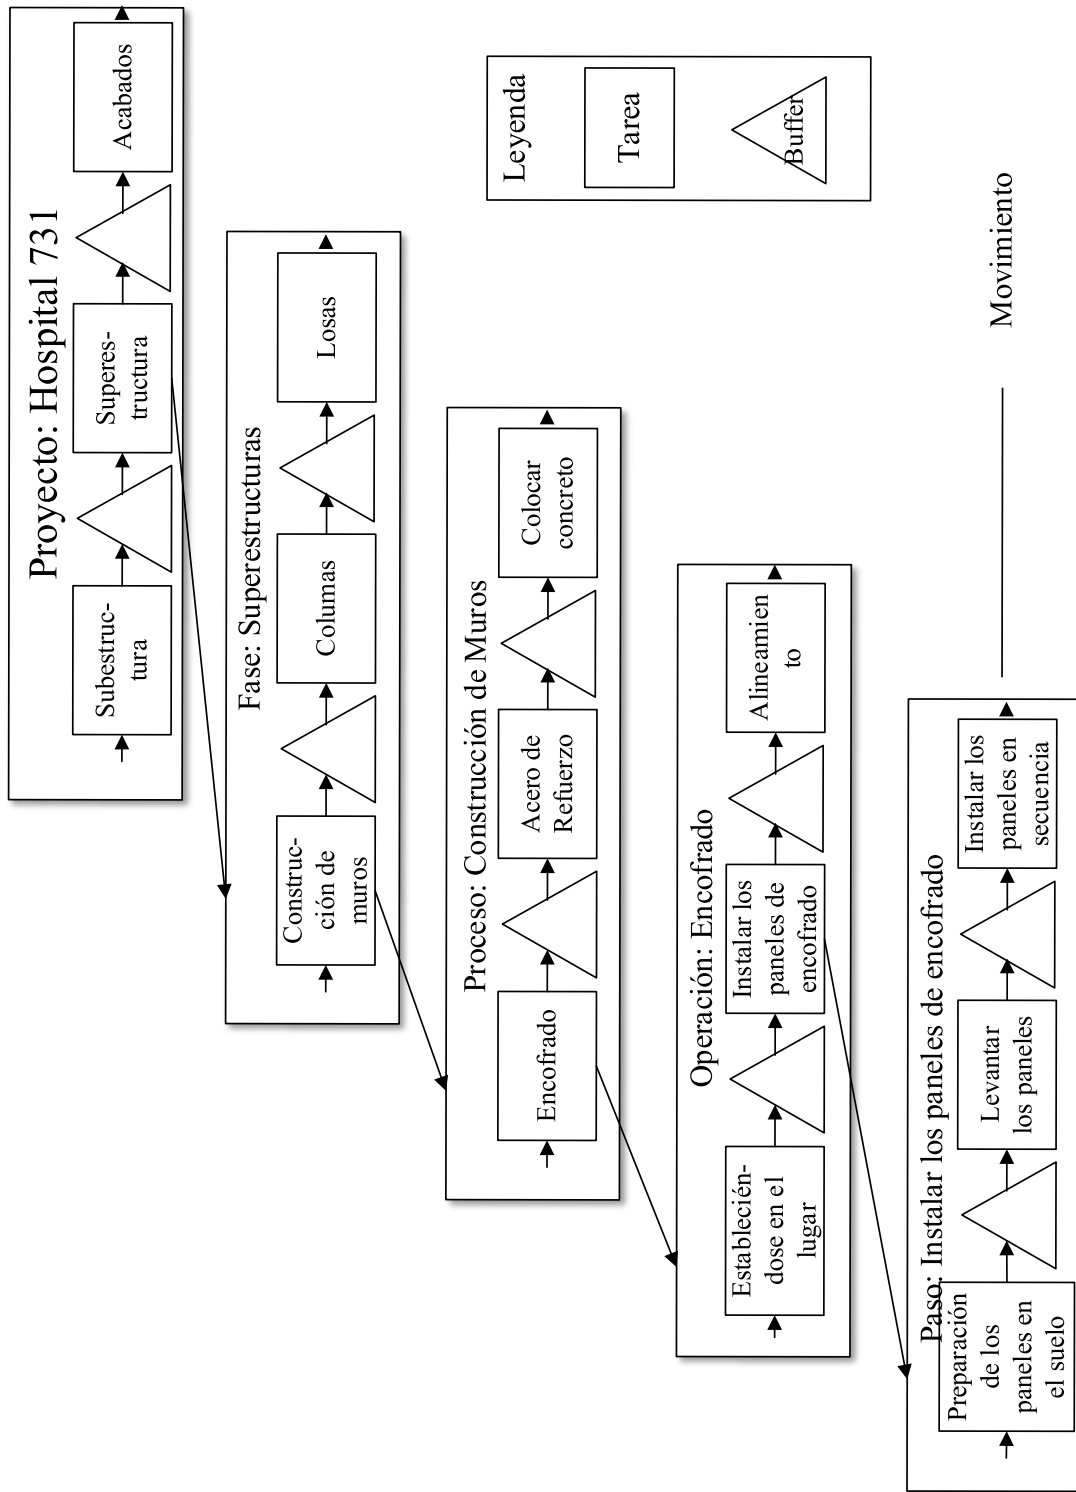 Proyecto: Hospital 731
Subestruc-
tura
Superes-
tructura
Acabados
Fase: Superestructuras
Construc-
ción de
muros
Columas
Losas
Proceso: Construcción de Muros
Encofrado
Acero de
Refuerzo
Colocar
concreto
Operación: Encofrado
Establecién-
dose en el
lugar
Instalar los
paneles de
encofrado
Alineamien
to
Paso: Instalar los paneles de encofrado
Preparación
de los
paneles en
el suelo
Levantar
los paneles
Instalar los
paneles en
secuencia
Leyenda
Tarea
Buffer
Movimiento